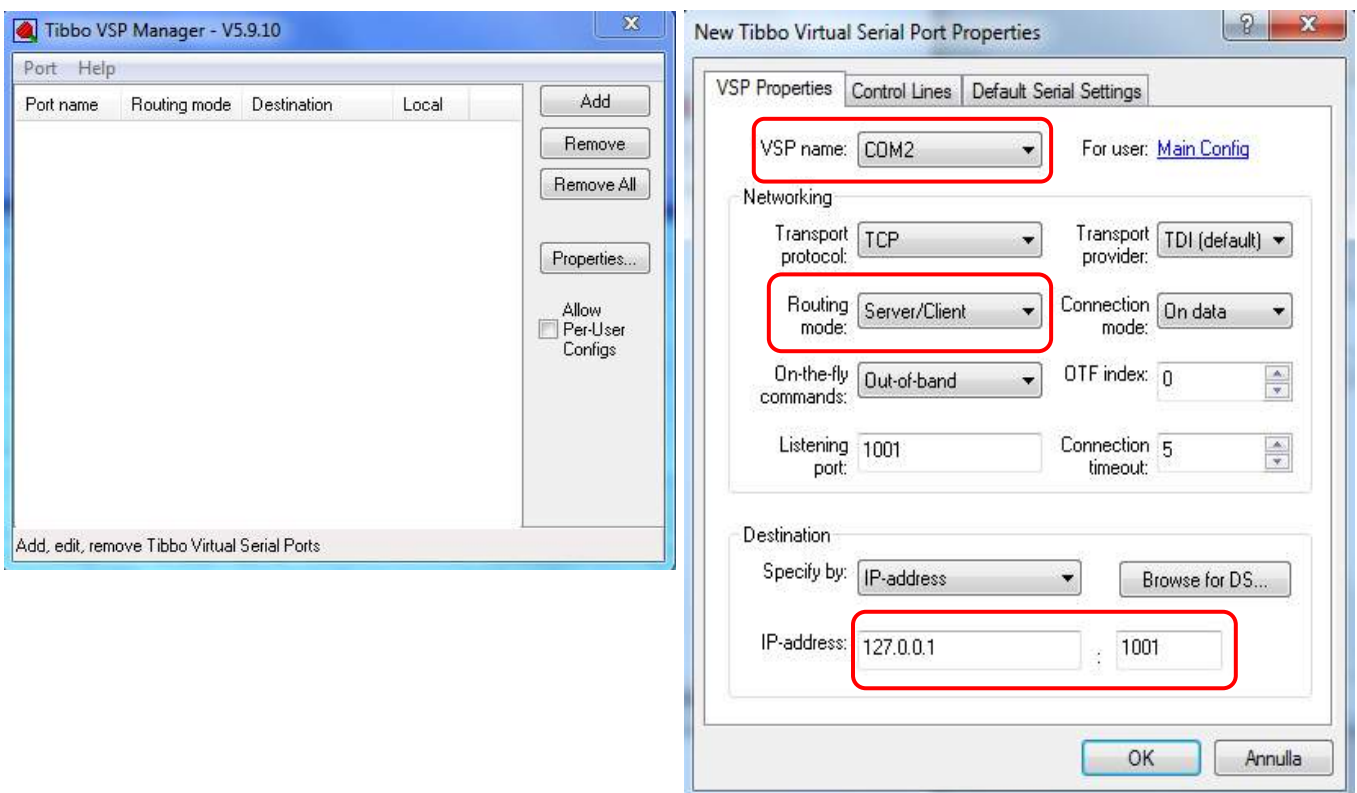 Tibbo VSP Manager - V5.9.10
Port Help
Port name Routing mode Destination Local
Add
Remove
Remove All
Properties...
Allow
Per-User
Configs
Add, edit, remove Tibbo Virtual Serial Ports
New Tibbo Virtual Serial Port Properties
VSP Properties Control Lines Default Serial Settings
VSP name: COM2 For user: Main Config
Networking
Transport protocol: TCP Transport provider: TDI (default)
Routing mode: Server/Client Connection mode: On data
On-the-fly commands: Out-of-band OTF index: 0
Listening port: 1001 Connection timeout: 5
Destination
Specify by: IP-address Browse for DS...
IP-address: 127.0.0.1 : 1001
OK Annulla